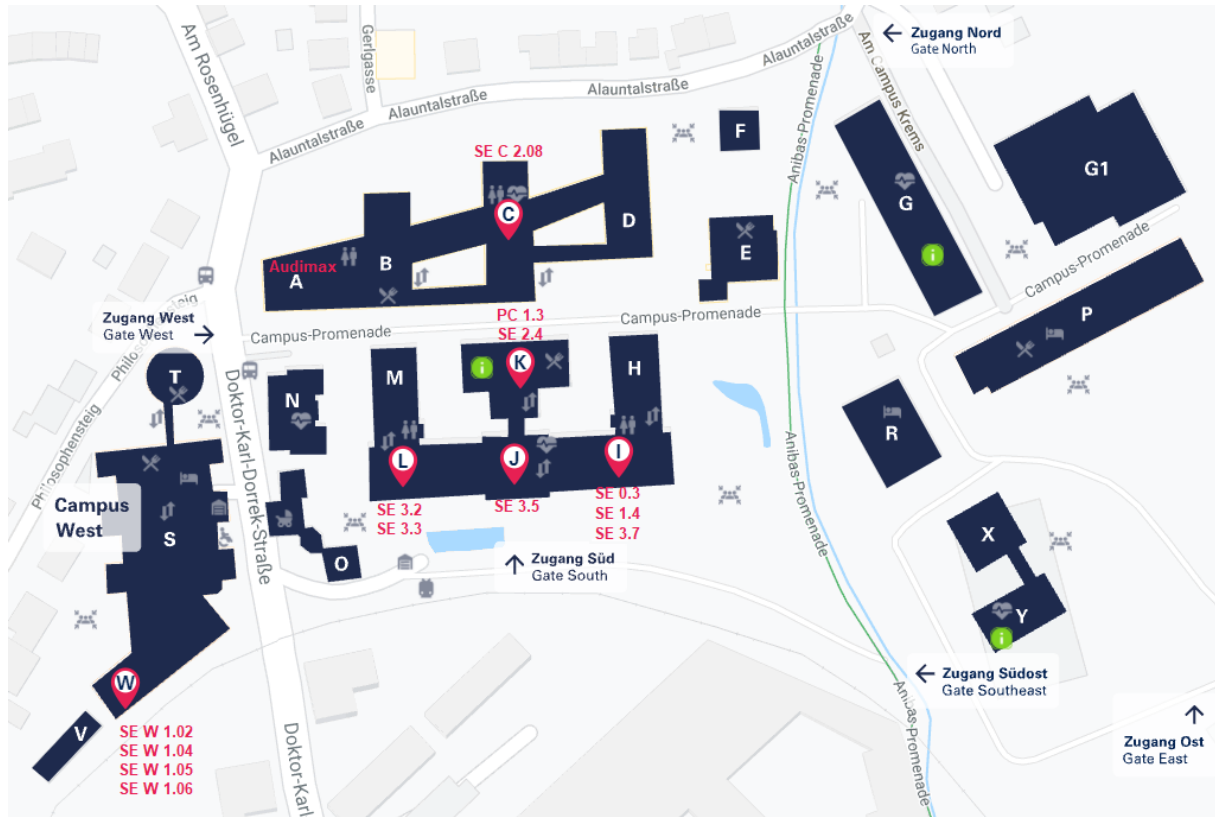 Zugang Nord
Gate North
Am Rosenhügel
Gerlgasse
Alauntalstraße
Alauntalstraße
Alauntalstraße
Alauntalstraße
Am Campus Krems
Anibas-Promenade
F
SE C 2.08
C
D
G
G1
E
Audimax
A
B
Campus-Promenade
P
Zugang West
Gate West
Philosophensteig
PC 1.3
SE 2.4
Campus-Promenade
Campus-Promenade
T
M
K
H
N
R
Doktor-Karl-Dorrek-Straße
Philosophensteig
Anibas-Promenade
L
J
I
Campus
West
S
SE 3.2
SE 3.3
SE 3.5
SE 0.3
SE 1.4
SE 3.7
X
O
Zugang Süd
Gate South
Y
W
Zugang Südost
Gate Southeast
Anibas-Promenade
V
SE W 1.02
SE W 1.04
SE W 1.05
SE W 1.06
Doktor-Karl
Zugang Ost
Gate East